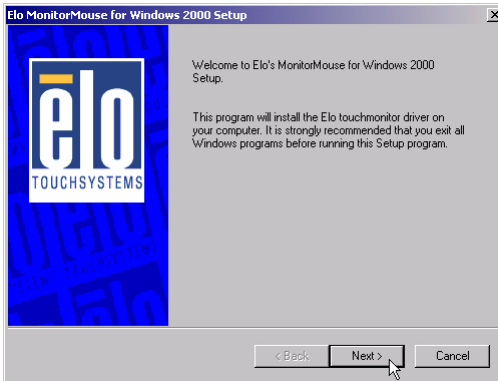 Elo MonitorMouse for Windows 2000 Setup
ēlo
TOUCHSYSTEMS
Welcome to Elo's MonitorMouse for Windows 2000
Setup.
This program will install the Elo touchmonitor driver on
your computer. It is strongly recommended that you exit all
Windows programs before running this Setup program.
< Back
Next >
Cancel